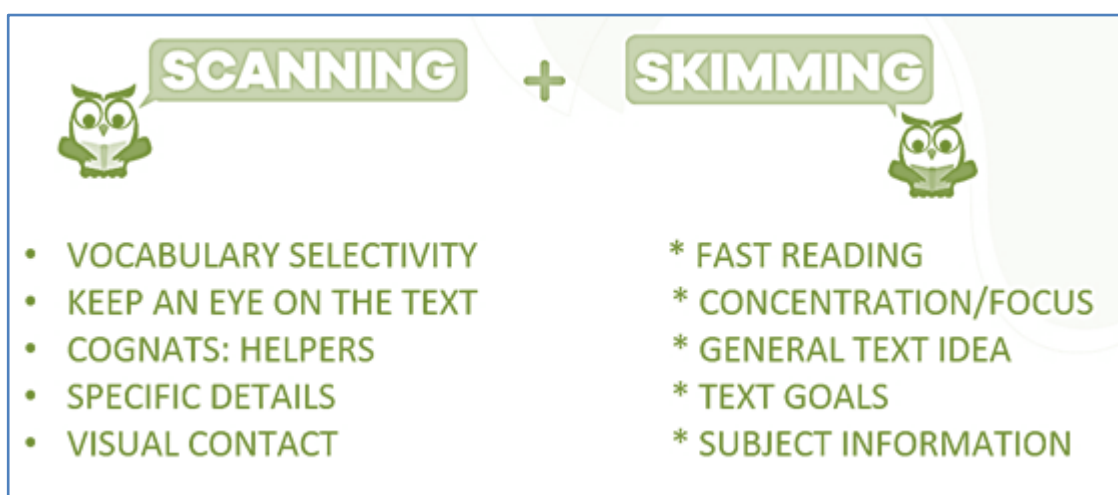 SCANNING + SKIMMING
• VOCABULARY SELECTIVITY
• KEEP AN EYE ON THE TEXT
• COGNATS: HELPERS
• SPECIFIC DETAILS
• VISUAL CONTACT
* FAST READING
* CONCENTRATION/FOCUS
* GENERAL TEXT IDEA
* TEXT GOALS
* SUBJECT INFORMATION